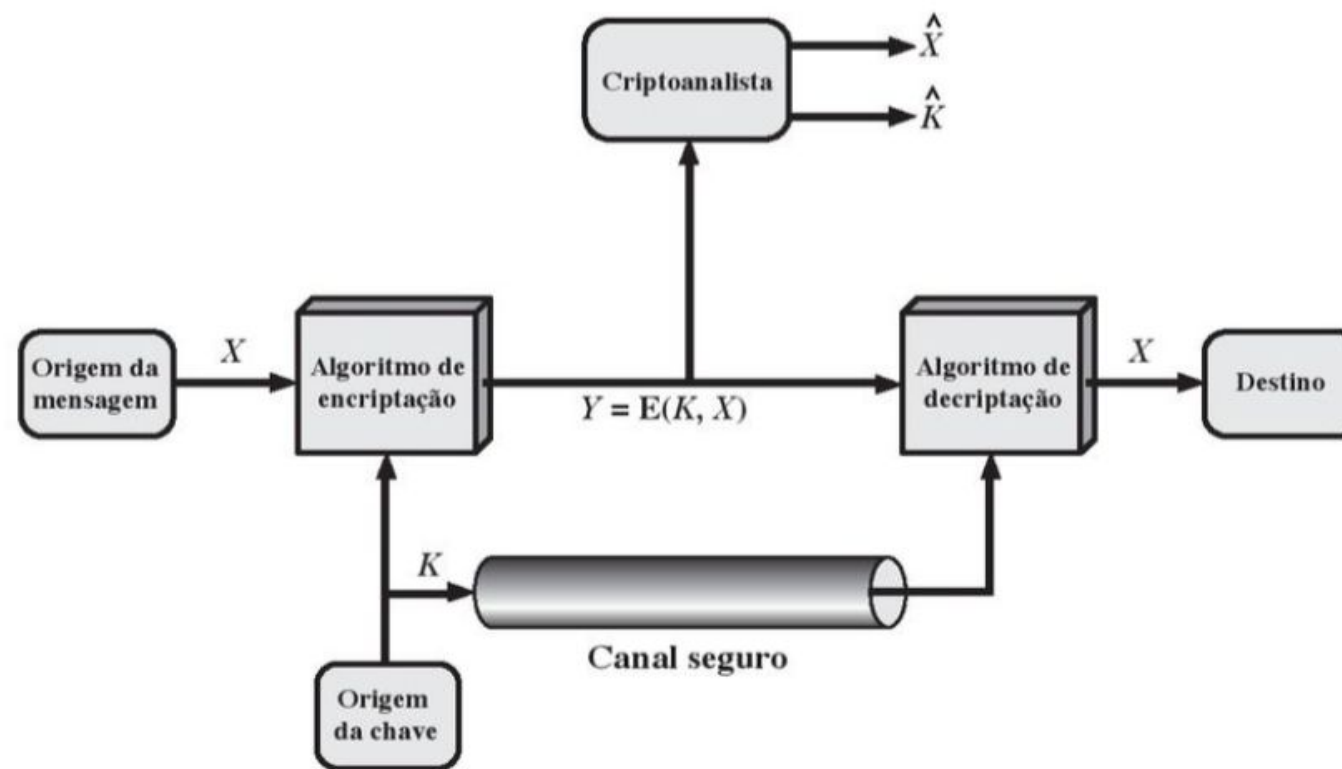 X̂
Criptoanalista
K̂
Origem da
mensagem
X
Algoritmo de
encriptação
Y = E(K, X)
Algoritmo de
decriptação
X
Destino
K
Canal seguro
Origem
da chave